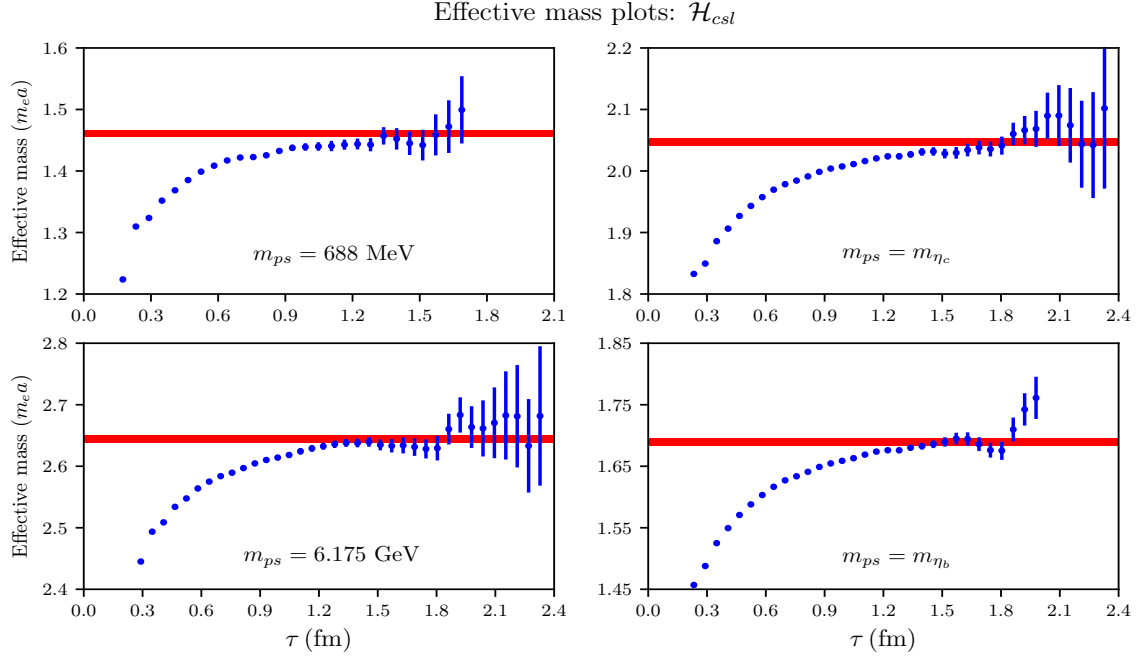 Effective mass plots: ℋ_csl
Effective mass (m_e a)
1.6
1.5
1.4
1.3
1.2
0.0 0.3 0.6 0.9 1.2 1.5 1.8 2.1
m_ps = 688 MeV
2.2
2.1
2.0
1.9
1.8
0.0 0.3 0.6 0.9 1.2 1.5 1.8 2.1 2.4
m_ps = m_η_c
Effective mass (m_e a)
2.8
2.7
2.6
2.5
2.4
0.0 0.3 0.6 0.9 1.2 1.5 1.8 2.1 2.4
m_ps = 6.175 GeV
τ (fm)
1.85
1.75
1.65
1.55
1.45
0.0 0.3 0.6 0.9 1.2 1.5 1.8 2.1 2.4
m_ps = m_η_b
τ (fm)